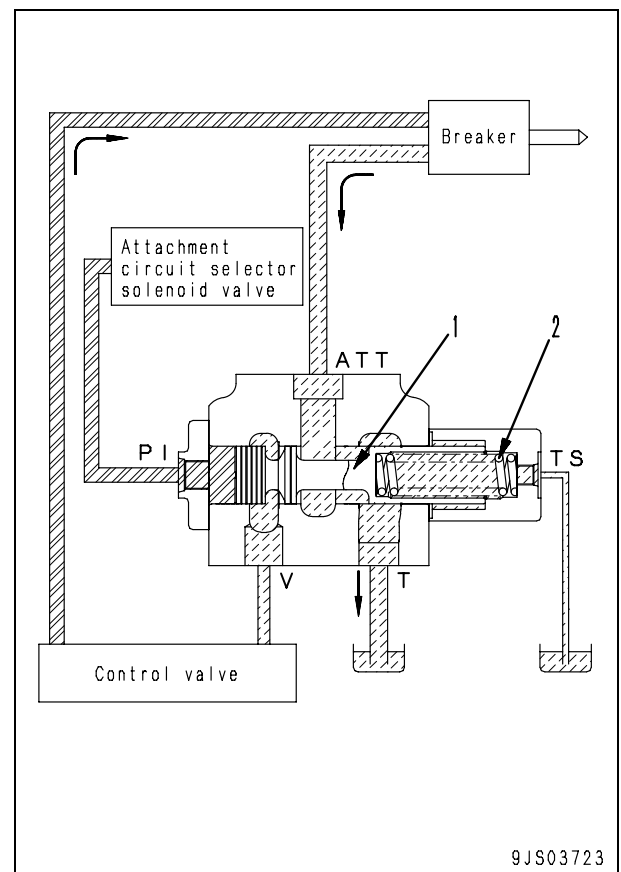 Breaker
Attachment
circuit selector
solenoid valve
1
2
ATT
PI
TS
V
T
Control valve
9JS03723